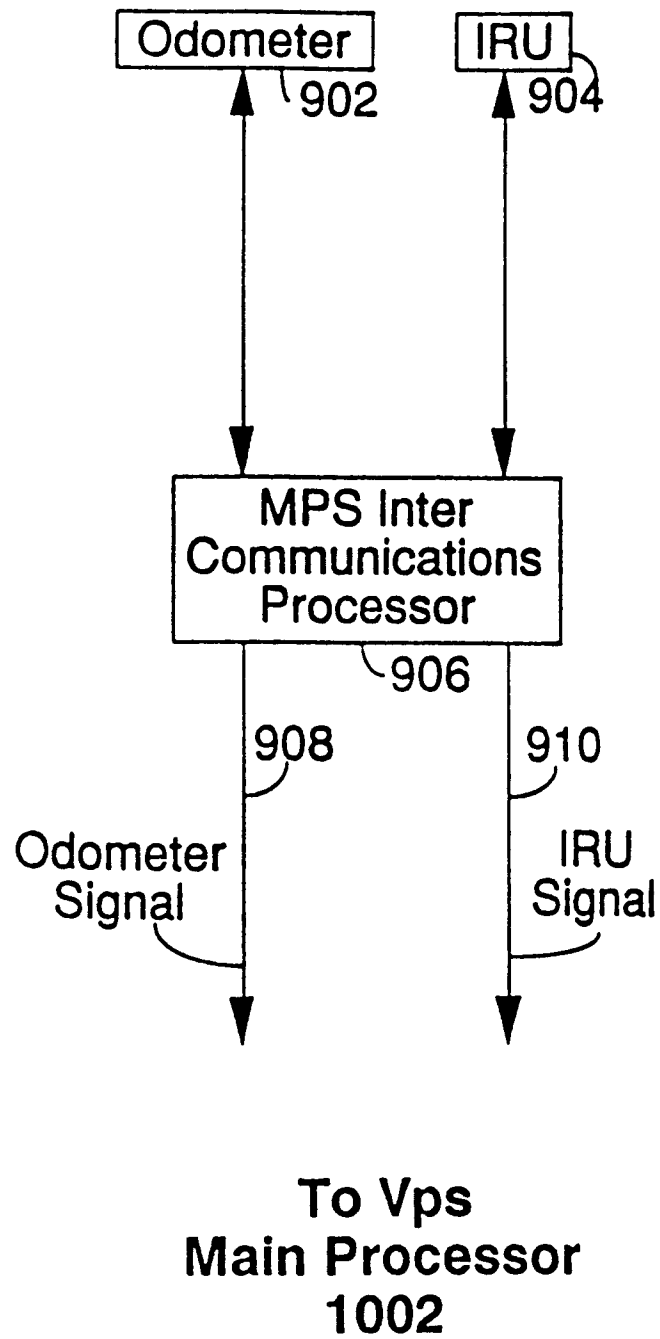 Odometer
IRU
902
904
MPS Inter
Communications
Processor
906
908
910
Odometer
Signal
IRU
Signal
To Vps
Main Processor
1002